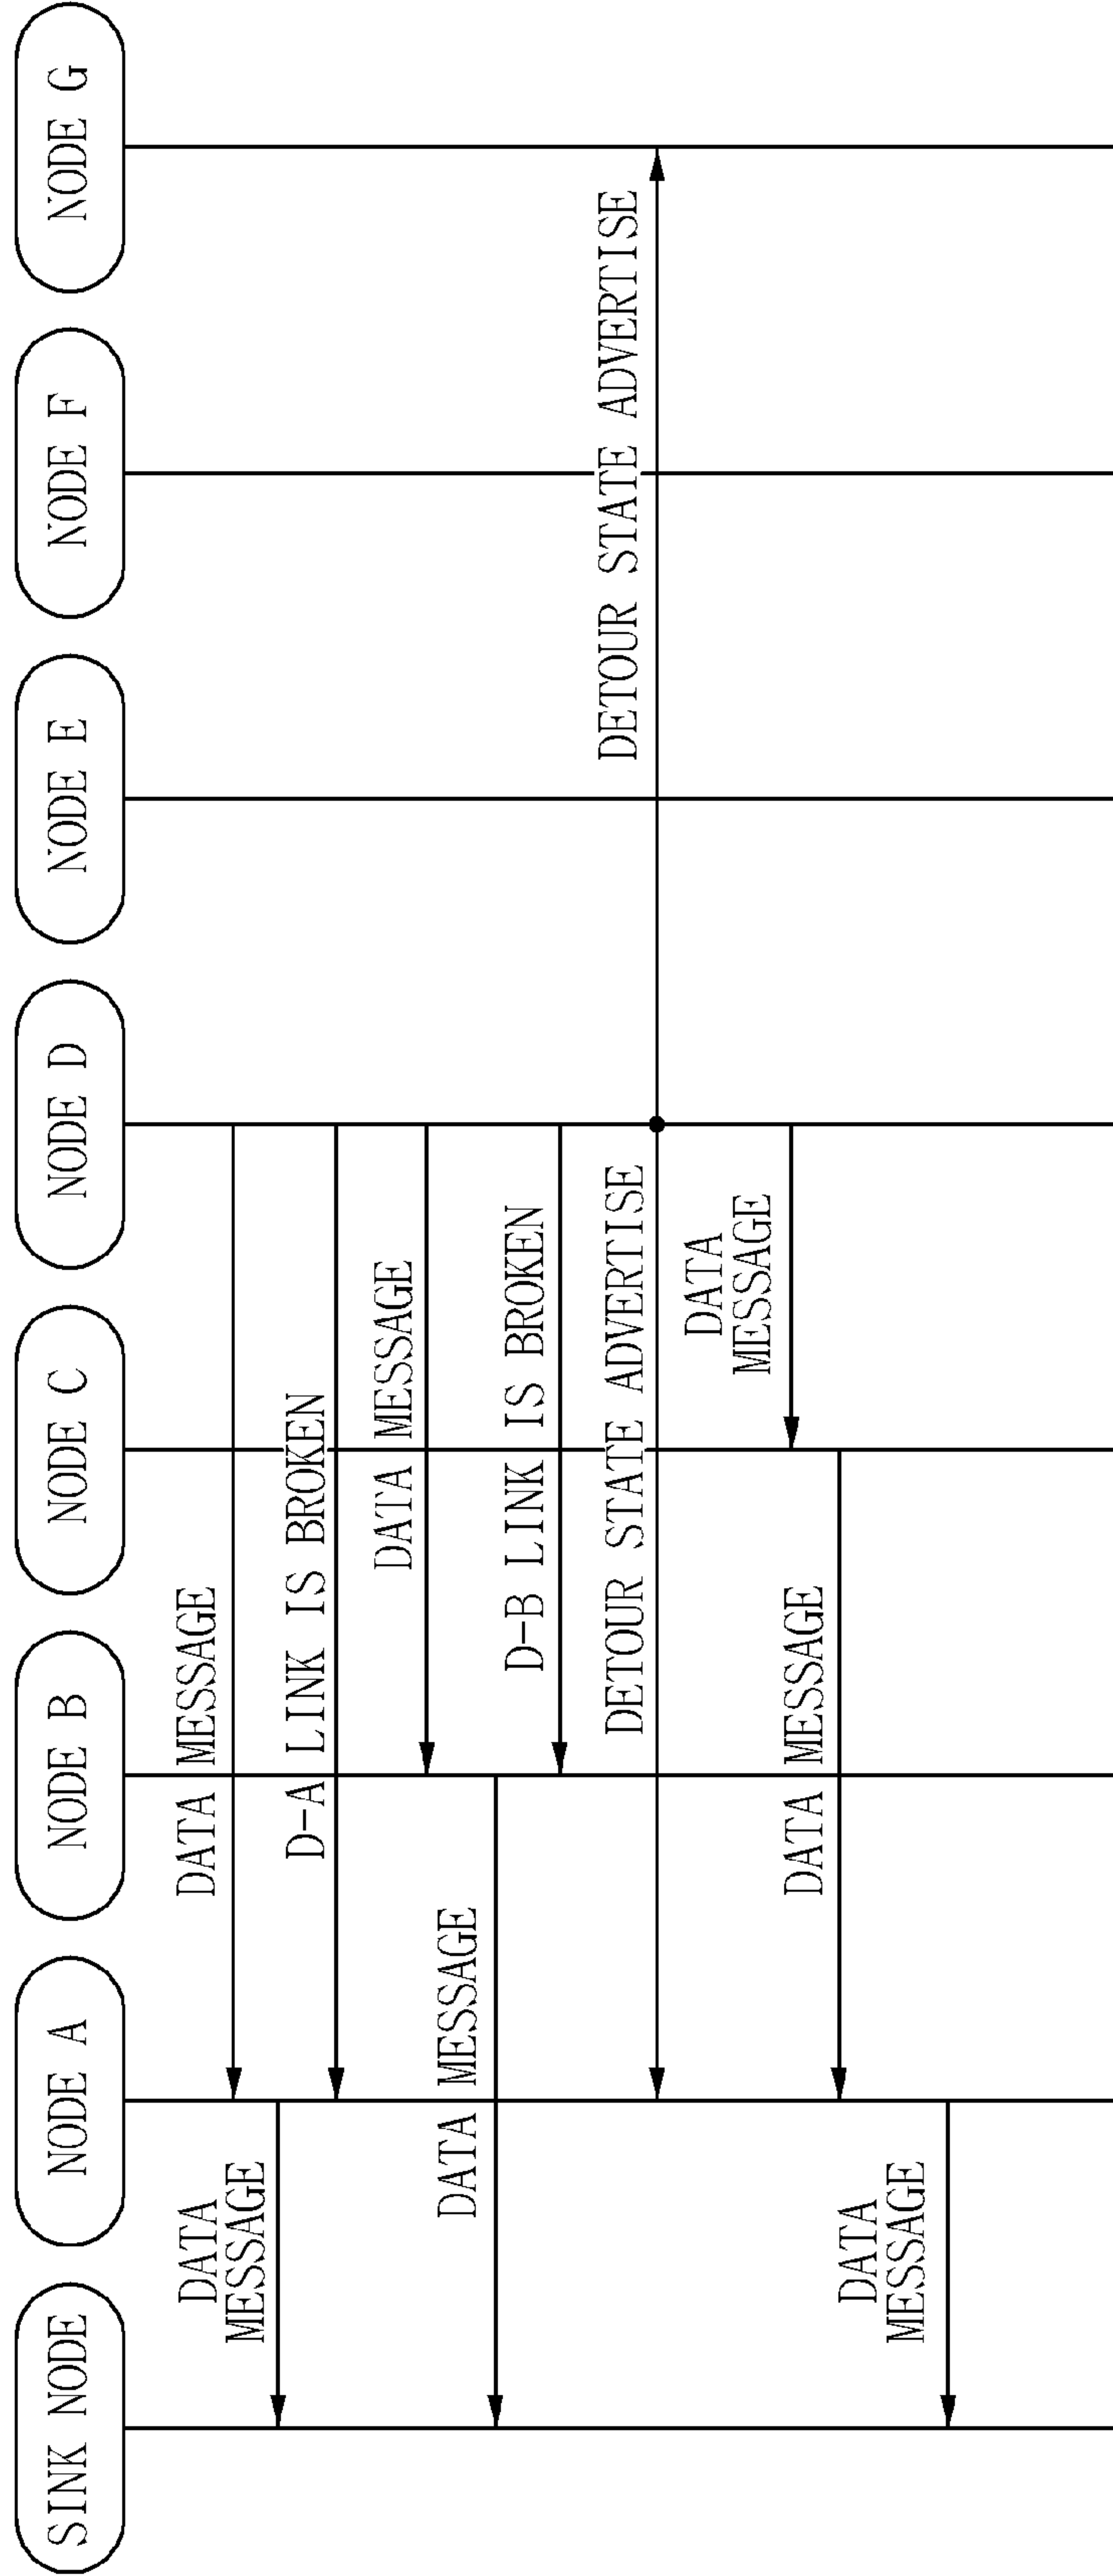 SINK NODE
NODE A
NODE B
NODE C
NODE D
NODE E
NODE F
NODE G
DATA MESSAGE
DATA
MESSAGE
D-A LINK IS BROKEN
DATA MESSAGE
DATA MESSAGE
D-B LINK IS BROKEN
DETOUR STATE ADVERTISE
DETOUR STATE ADVERTISE
DATA
MESSAGE
DATA MESSAGE
DATA
MESSAGE